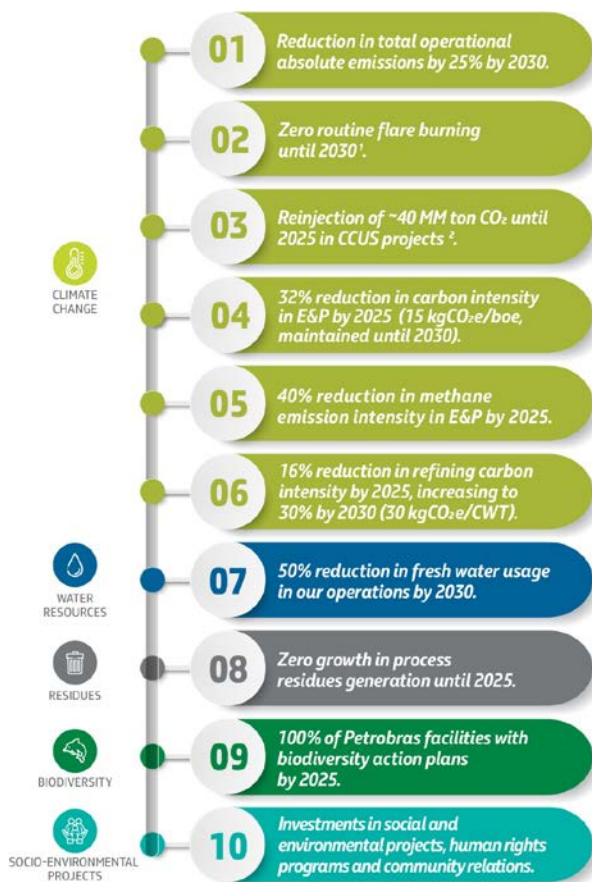 01
Reduction in total operational
absolute emissions by 25% by 2030.
02
Zero routine flare burning
until 2030¹.
03
Reinjection of ~40 MM ton CO₂ until
2025 in CCUS projects ².
CLIMATE
CHANGE
04
32% reduction in carbon intensity
in E&P by 2025 (15 kgCO₂e/boe,
maintained until 2030).
05
40% reduction in methane
emission intensity in E&P by 2025.
06
16% reduction in refining carbon
intensity by 2025, increasing to
30% by 2030 (30 kgCO₂e/CWT).
WATER
RESOURCES
07
50% reduction in fresh water usage
in our operations by 2030.
RESIDUES
08
Zero growth in process
residues generation until 2025.
BIODIVERSITY
09
100% of Petrobras facilities with
biodiversity action plans
by 2025.
SOCIO-ENVIRONMENTAL
PROJECTS
10
Investments in social and
environmental projects, human rights
programs and community relations.